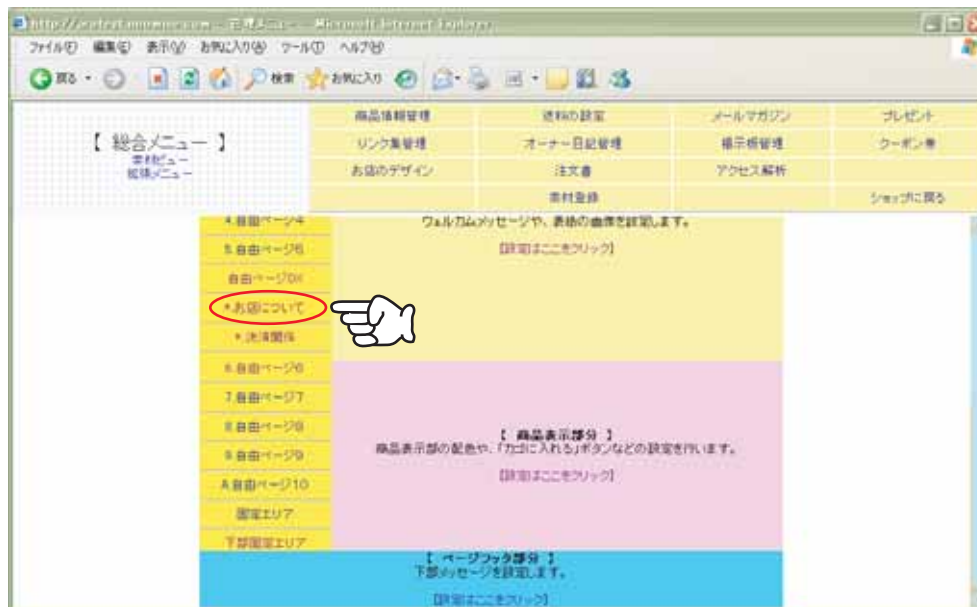 ファイル(F) 編集(E) 表示(V) お気に入り(A) ツール(T) ヘルプ(H)
戻る 検索 お気に入り
【 総合メニュー 】
素材ビュー
拡張メニュー
商品情報管理 送料の設定 メールマガジン プレゼント
リンク集管理 オーナー日記管理 掲示板管理 クーポン券
お店のデザイン 注文書 アクセス解析
素材登録 ショップに戻る
4.自由ページ4
ウェルカムメッセージや、表紙の画像を設定します。
5.自由ページ5
[設定はここをクリック]
自由ページDX
*.お店について
*.決済関係
6.自由ページ6
7.自由ページ7
8.自由ページ8
【 商品表示部分 】
商品表示部の配色や、「カゴに入れる」ボタンなどの設定を行います。
9.自由ページ9
[設定はここをクリック]
A.自由ページ10
固定エリア
下部固定エリア
【 ページフッタ部分 】
下部メッセージを設定します。
[設定はここをクリック]